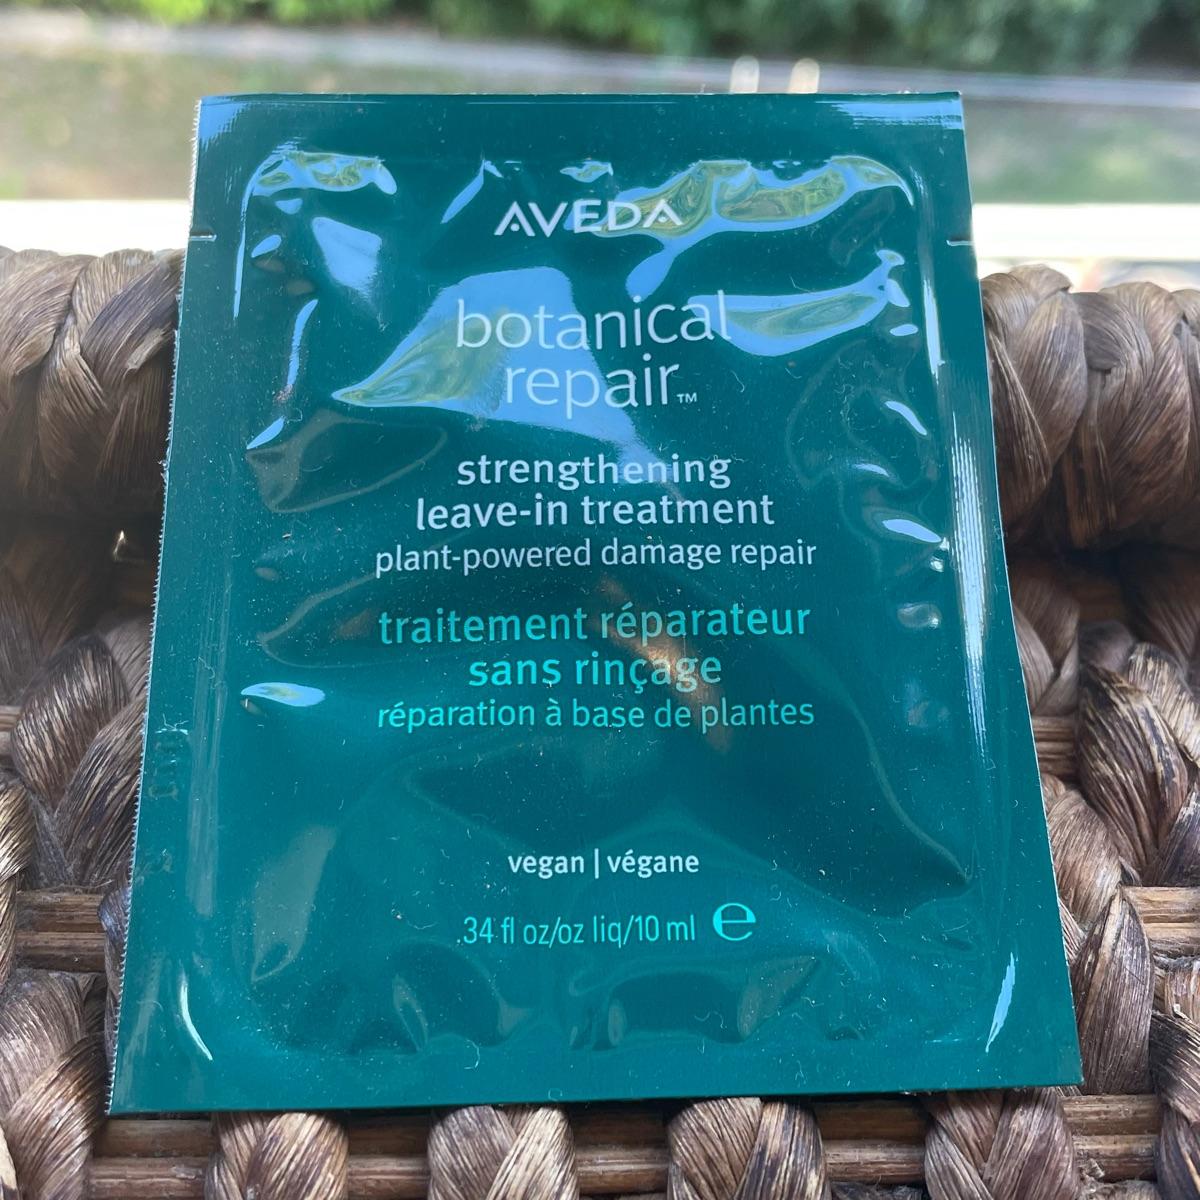 AVEDA
botanical
repair™
strengthening
leave-in treatment
plant-powered damage repair
traitement réparateur
sans rinçage
réparation à base de plantes
vegan | végane
.34 fl oz/oz liq/10 ml ℮